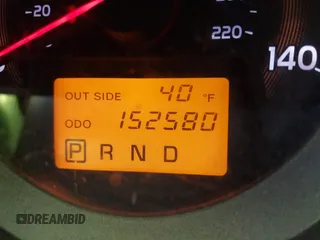 -20
220
140
OUT SIDE 40 °F
ODO 152580
P R N D
DREAMBID